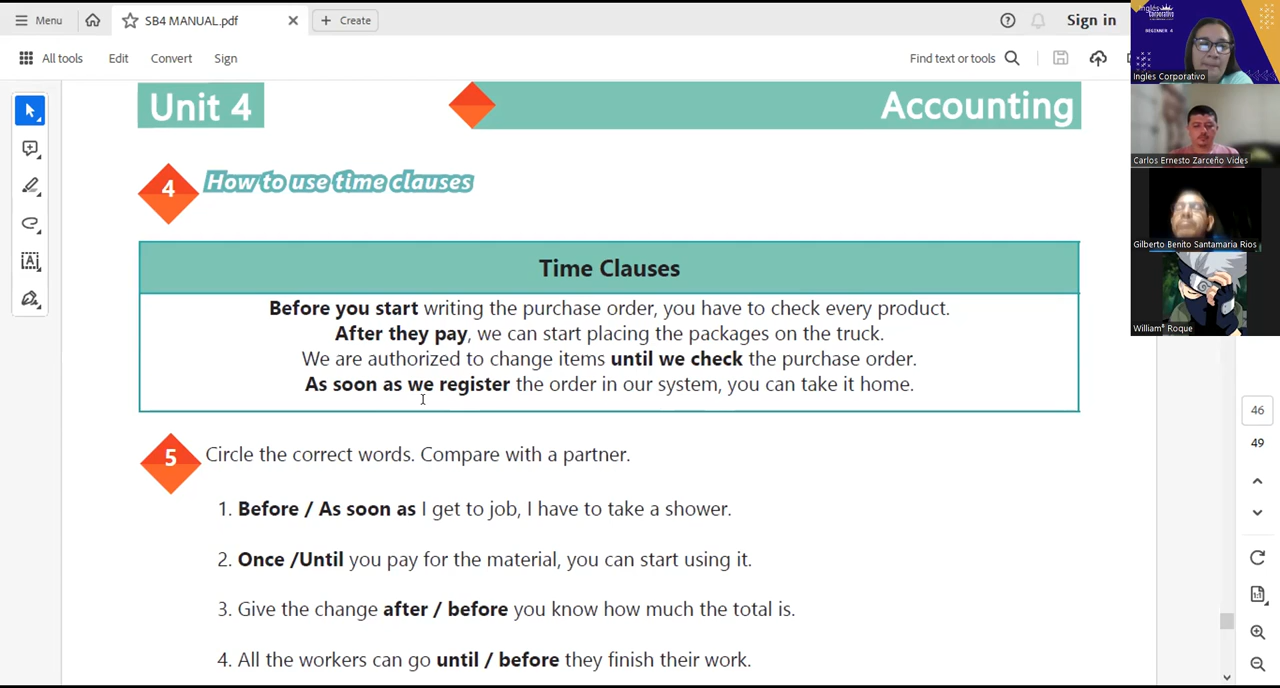 Menu
SB4 MANUAL.pdf
Create
Sign in
All tools
Edit
Convert
Sign
Find text or tools
Inglés
Corporativo
BEGINNER 4
Ingles Corporativo
Carlos Ernesto Zarceño Vides
Gilberto Benito Santamaria Rios
William° Roque
Unit 4
Accounting
4
How to use time clauses
Time Clauses
Before you start writing the purchase order, you have to check every product.
After they pay, we can start placing the packages on the truck.
We are authorized to change items until we check the purchase order.
As soon as we register the order in our system, you can take it home.
5
Circle the correct words. Compare with a partner.
1. Before / As soon as I get to job, I have to take a shower.
2. Once /Until you pay for the material, you can start using it.
3. Give the change after / before you know how much the total is.
4. All the workers can go until / before they finish their work.
46
49
1:1